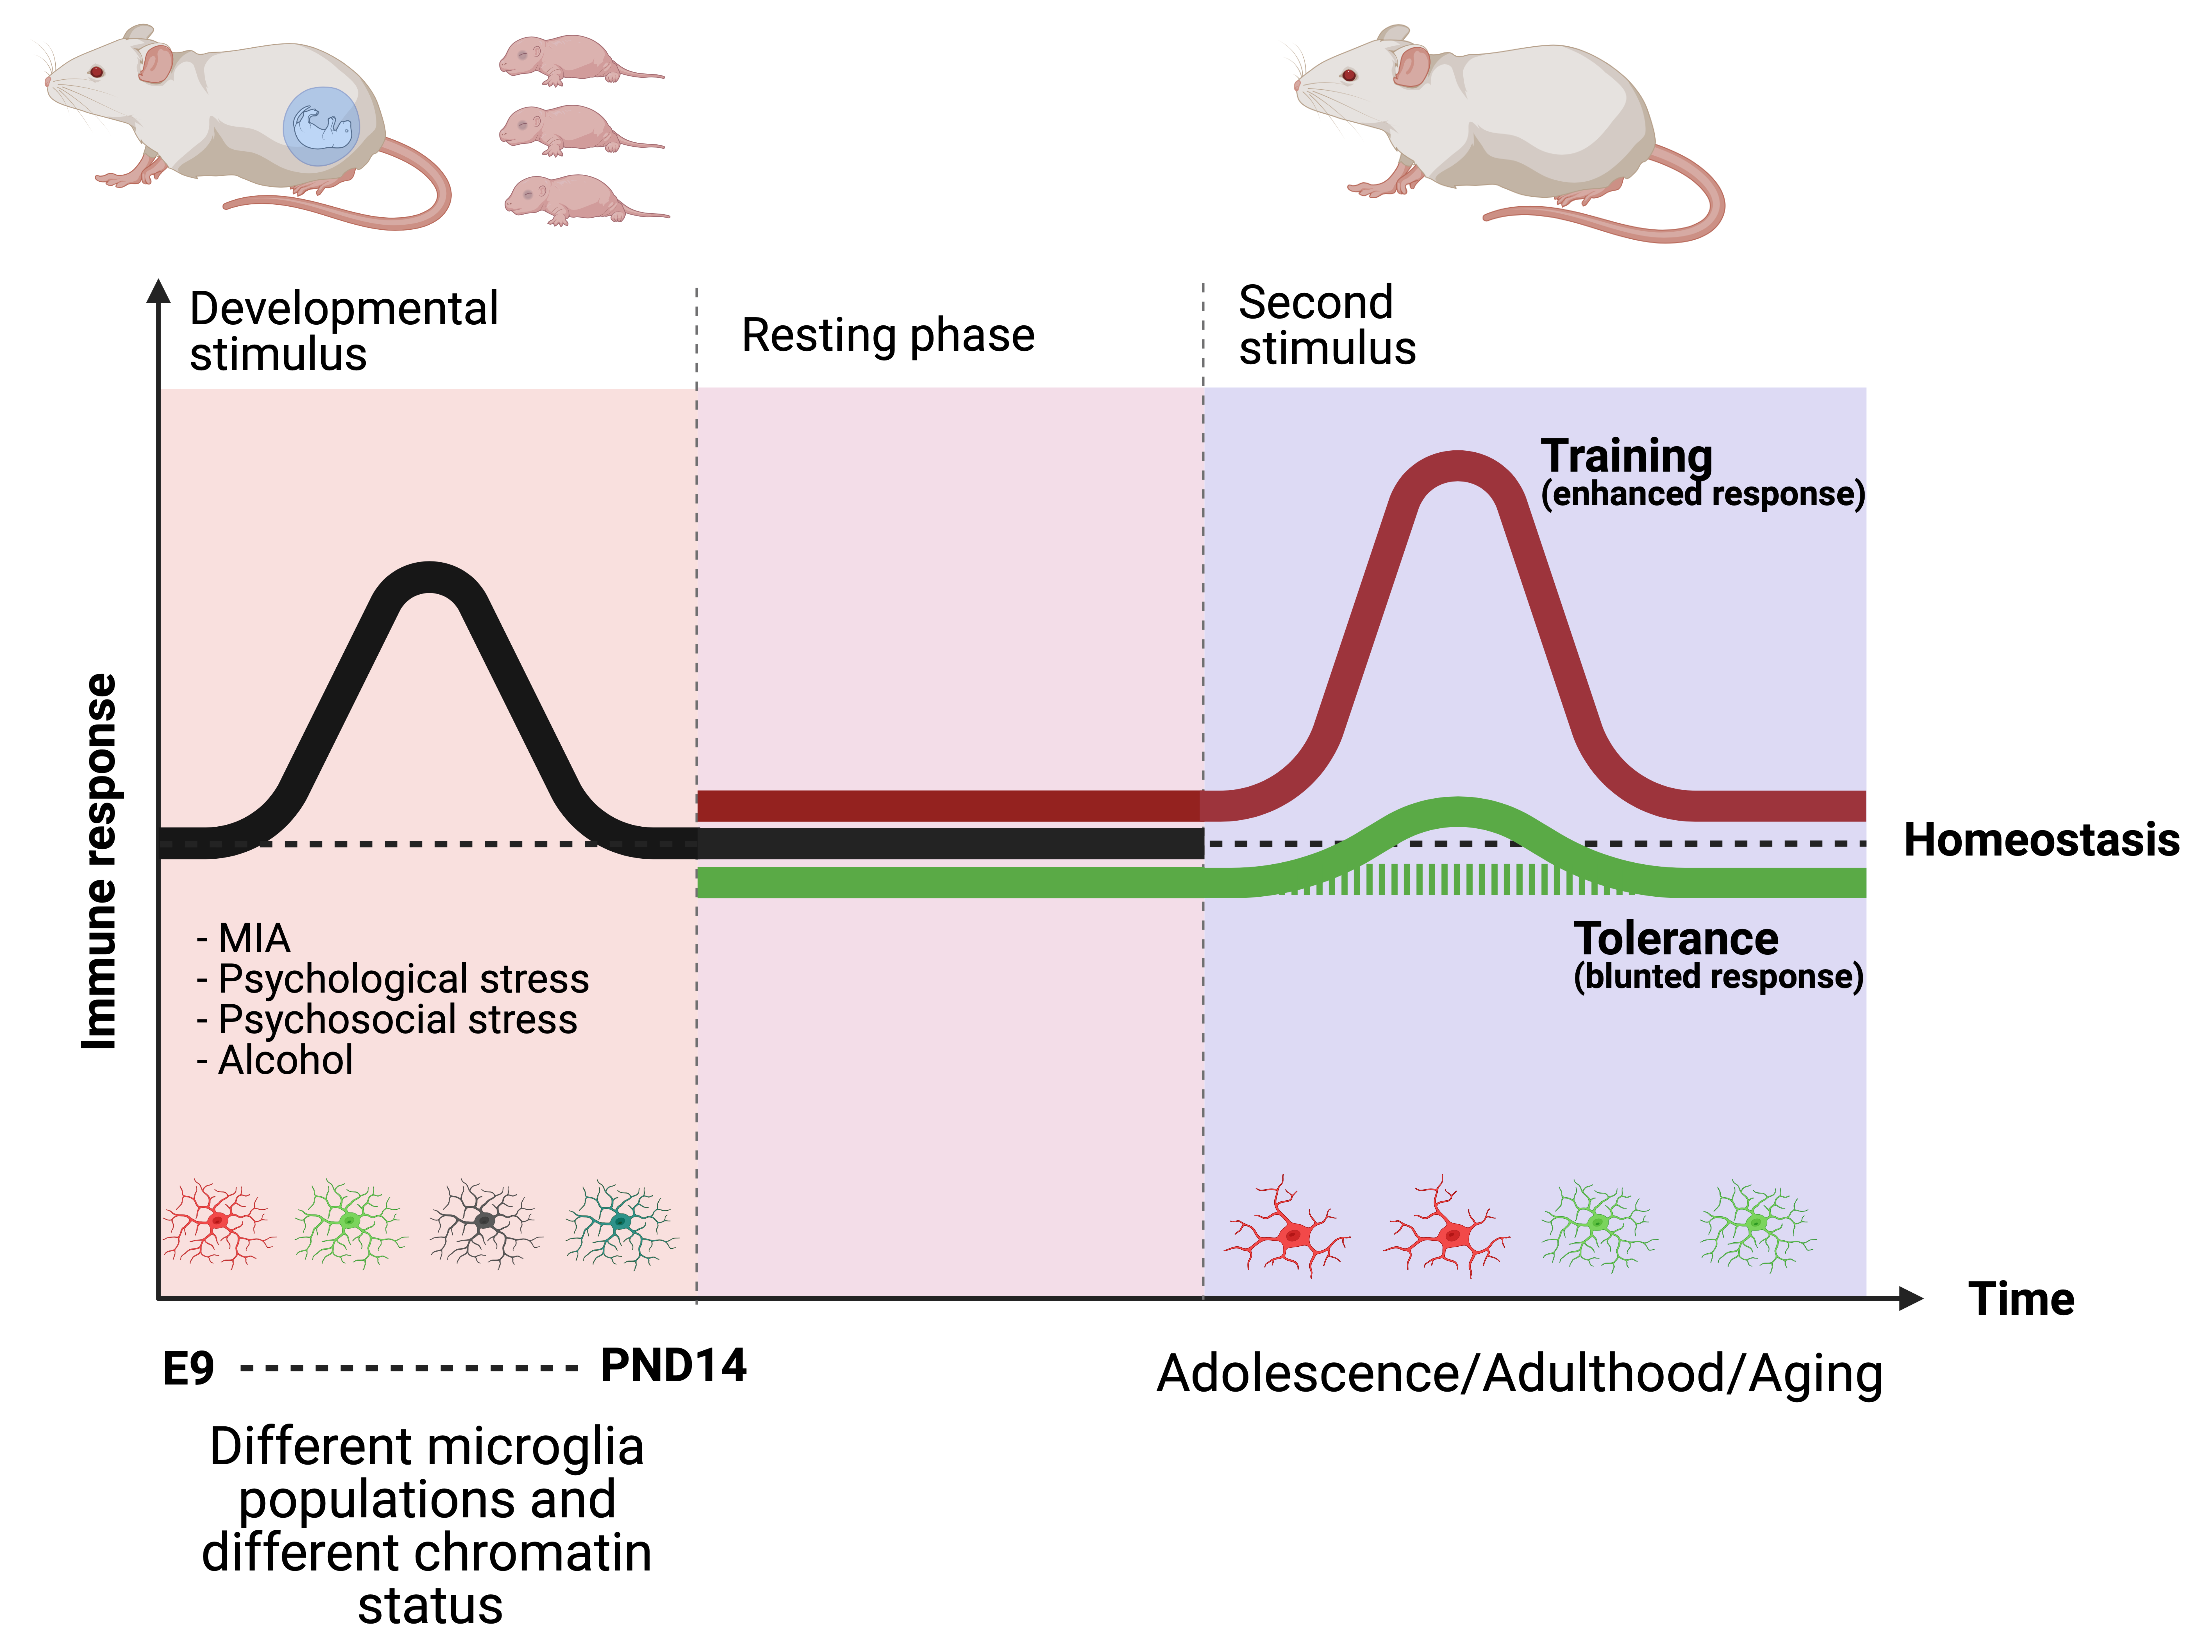 Developmental
stimulus
Resting phase
Second
stimulus
Training
(enhanced response)
Immune response
Homeostasis
- MIA
- Psychological stress
- Psychosocial stress
- Alcohol
Tolerance
(blunted response)
Time
E9 ---------- PND14
Adolescence/Adulthood/Aging
Different microglia
populations and
different chromatin
status